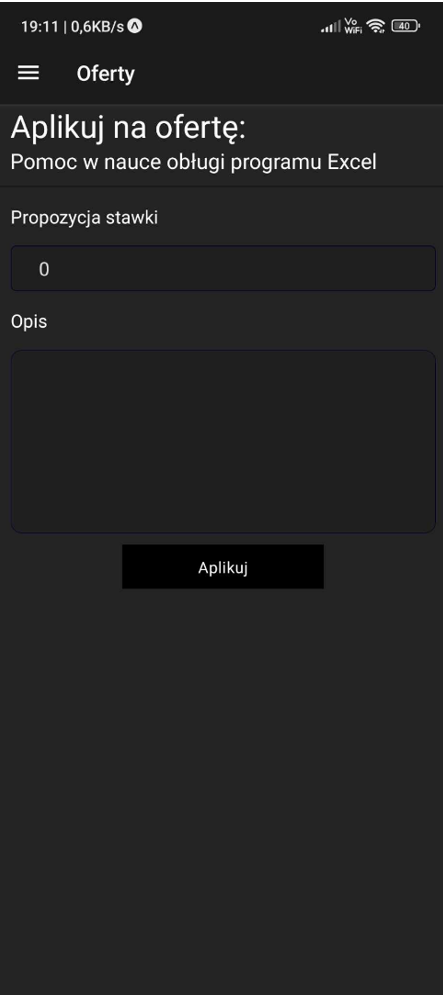 19:11 | 0,6KB/s
Vo
WiFi
40
Oferty
Aplikuj na ofertę:
Pomoc w nauce obługi programu Excel
Propozycja stawki
0
Opis
Aplikuj